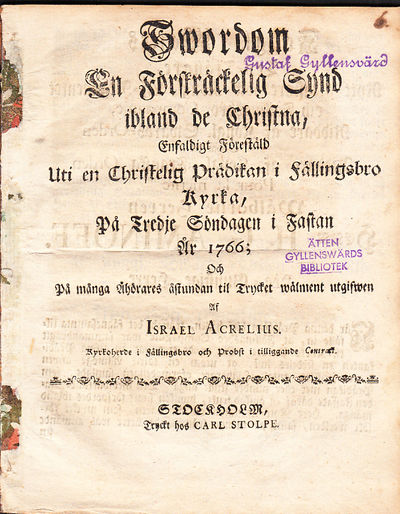 6.
Swordom
Gustaf Gyllensvärd
En Förskräckelig Synd
ibland de Christna,
Enfaldigt Förestäld
Uti en Christelig Prädikan i Fällingsbro
Kyrka,
På Tredje Söndagen i Fastan
År 1766;
ÄTTEN
GYLLENSWÄRDS
BIBLIOTEK
Och
På många Åhörares åstundan til Trycket wälment utgifwen
Af
ISRAEL ACRELIUS.
Kyrkoherde i Fällingsbro och Probst i tilliggande Contract.
STOCKHOLM,
Tryckt hos CARL STOLPE.